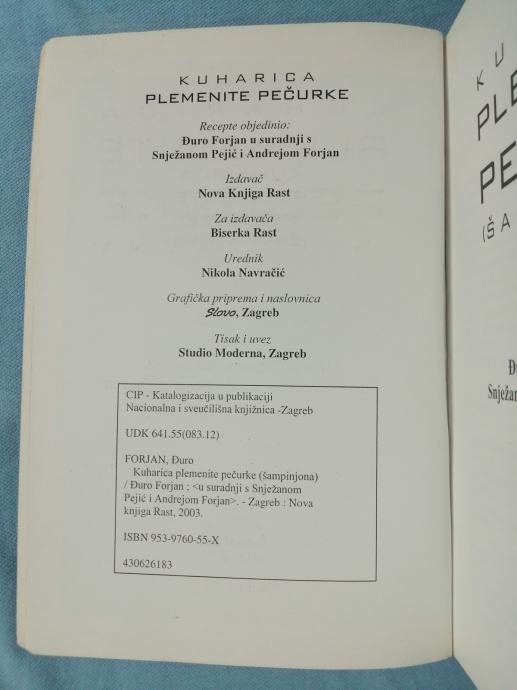 KUHARICA
PLEMENITE PEČURKE
Recepte objedinio:
Đuro Forjan u suradnji s
Snježanom Pejić i Andrejom Forjan
Izdavač
Nova Knjiga Rast
Za izdavača
Biserka Rast
Urednik
Nikola Navračić
Grafička priprema i naslovnica
Slovo, Zagreb
Tisak i uvez
Studio Moderna, Zagreb
CIP - Katalogizacija u publikaciji
Nacionalna i sveučilišna knjižnica -Zagreb
UDK 641.55(083.12)
FORJAN, Đuro
Kuharica plemenite pečurke (šampinjona)
/ Đuro Forjan ; <u suradnji s Snježanom
Pejić i Andrejom Forjan>. - Zagreb : Nova
knjiga Rast, 2003.
ISBN 953-9760-55-X
430626183